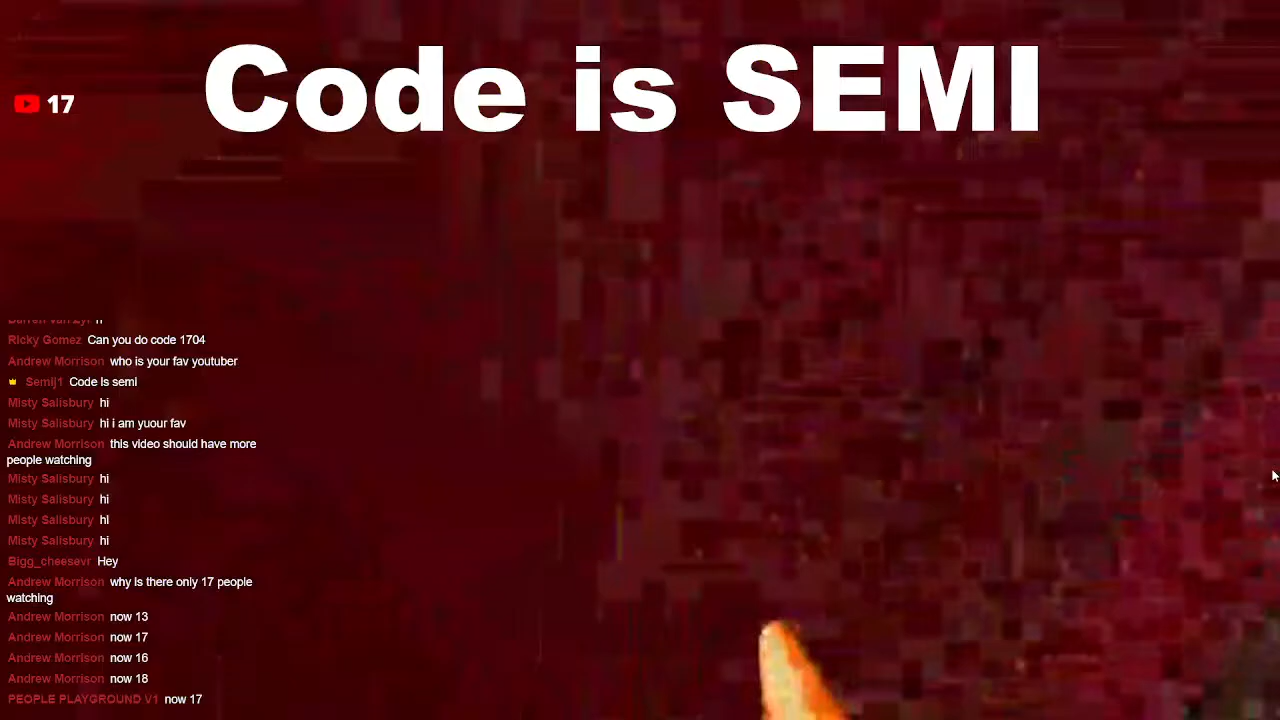 Code is SEMI
17
Ricky Gomez Can you do code 1704
Andrew Morrison who is your fav youtuber
Semij1 Code is semi
Misty Salisbury hi
Misty Salisbury hi i am yuour fav
Andrew Morrison this video should have more
people watching
Misty Salisbury hi
Misty Salisbury hi
Misty Salisbury hi
Misty Salisbury hi
Bigg_cheesevr Hey
Andrew Morrison why is there only 17 people
watching
Andrew Morrison now 13
Andrew Morrison now 17
Andrew Morrison now 16
Andrew Morrison now 18
PEOPLE PLAYGROUND V1 now 17